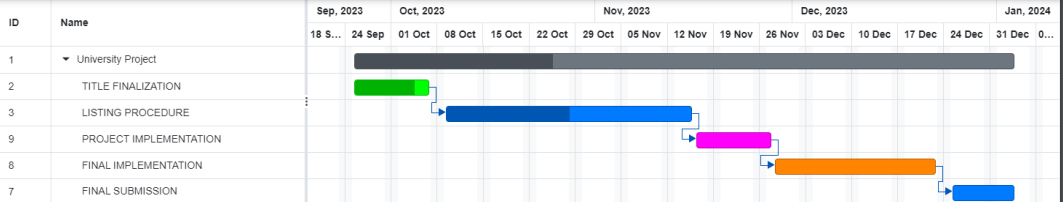 ID Name Sep, 2023 Oct, 2023 Nov, 2023 Dec, 2023 Jan, 2024
18 S... 24 Sep 01 Oct 08 Oct 15 Oct 22 Oct 29 Oct 05 Nov 12 Nov 19 Nov 26 Nov 03 Dec 10 Dec 17 Dec 24 Dec 31 Dec 0...
1 University Project
2 TITLE FINALIZATION
3 LISTING PROCEDURE
9 PROJECT IMPLEMENTATION
8 FINAL IMPLEMENTATION
7 FINAL SUBMISSION